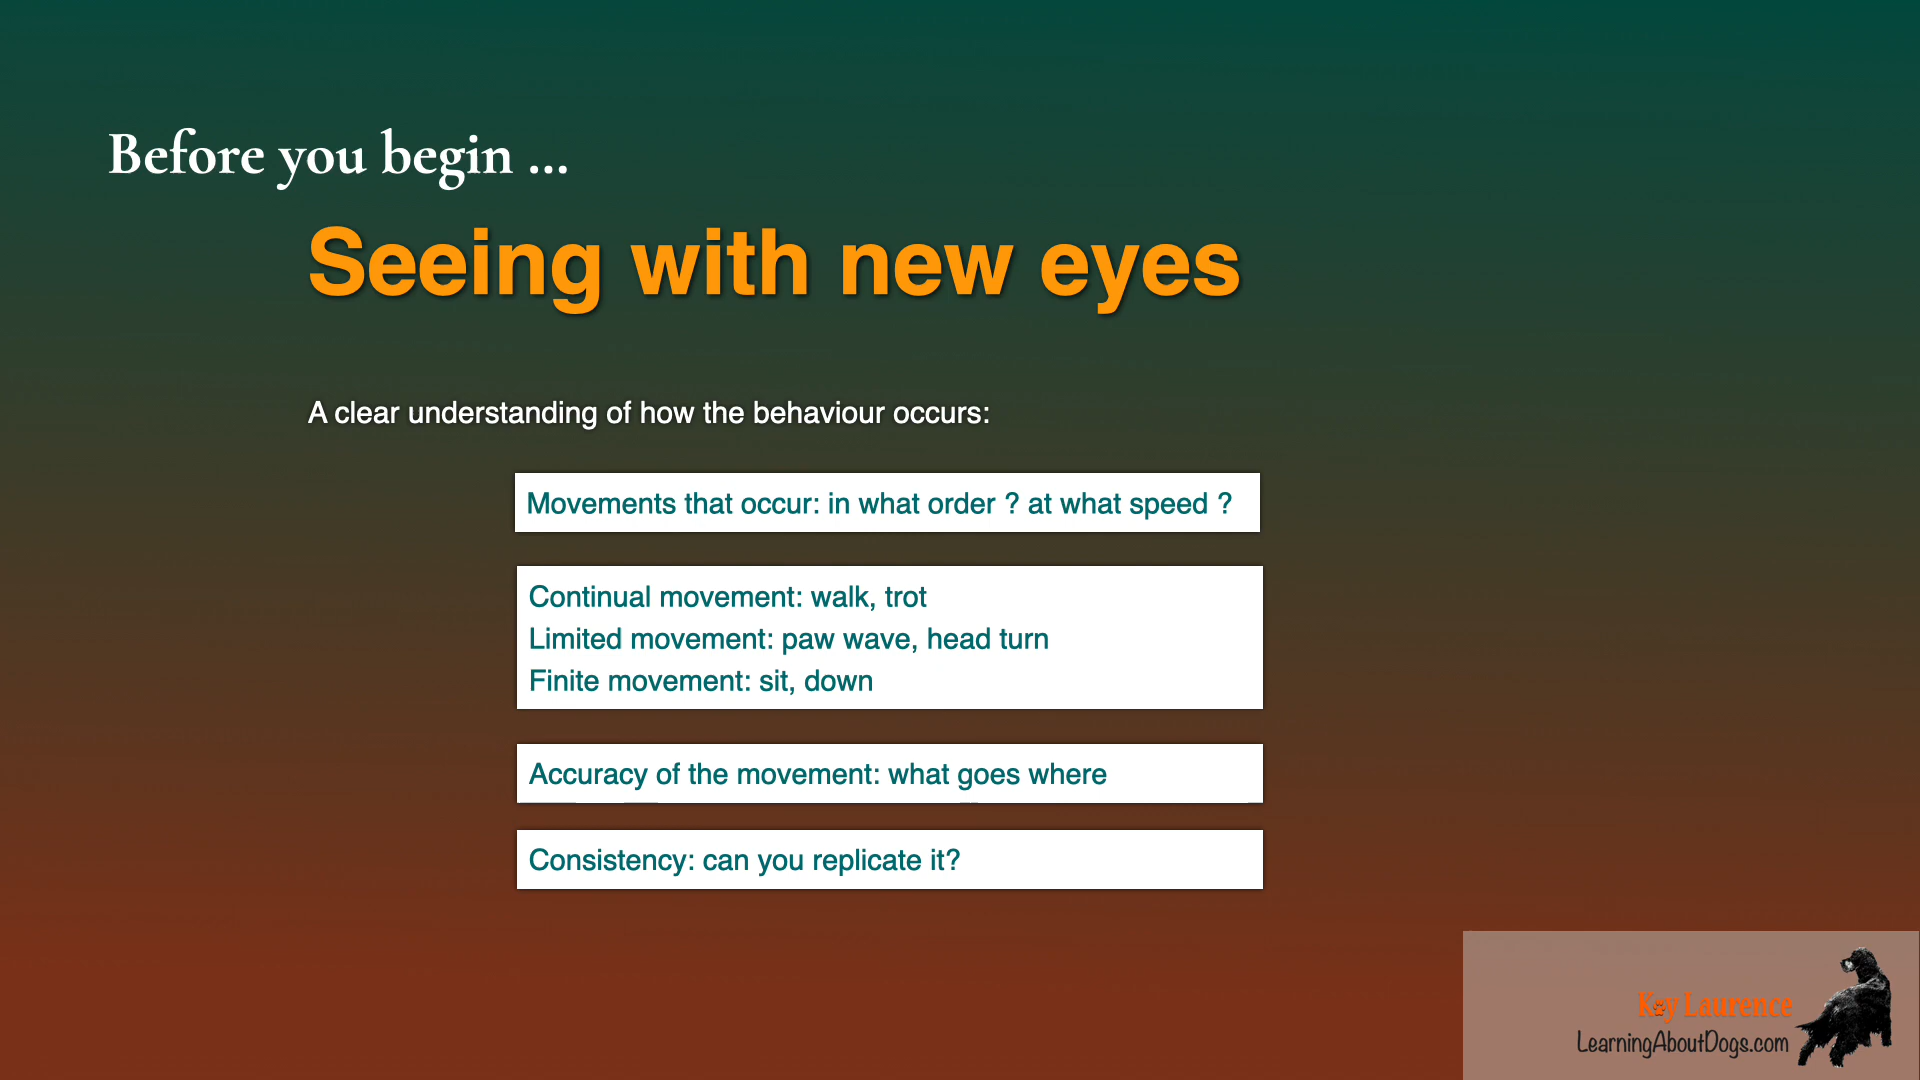 Before you begin ...
Seeing with new eyes
A clear understanding of how the behaviour occurs:
Movements that occur: in what order ? at what speed ?
Continual movement: walk, trot
Limited movement: paw wave, head turn
Finite movement: sit, down
Accuracy of the movement: what goes where
Consistency: can you replicate it?
Kay Laurence
LearningAboutDogs.com